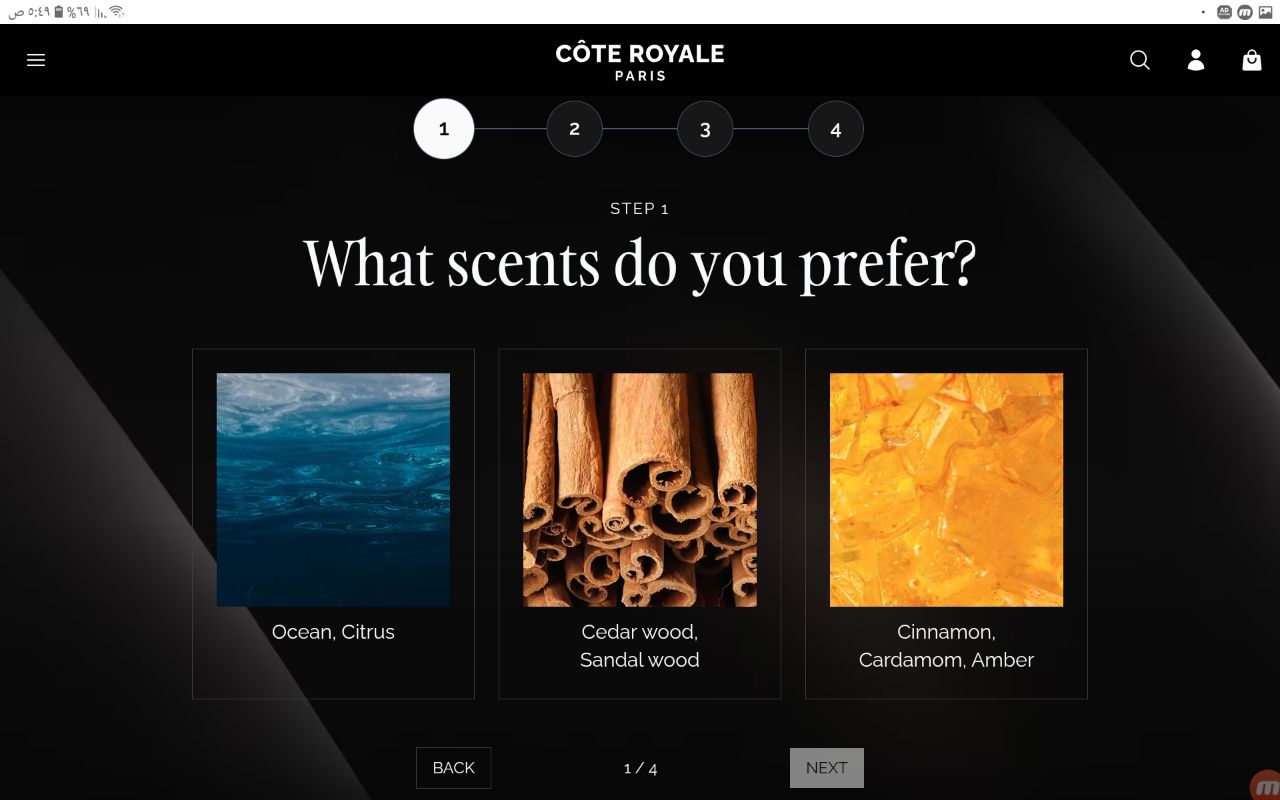 ٥:٤٩ ص
%٦٩
AD
m
CÔTE ROYALE
PARIS
1
2
3
4
STEP 1
What scents do you prefer?
Ocean, Citrus
Cedar wood,
Sandal wood
Cinnamon,
Cardamom, Amber
BACK
1 / 4
NEXT
m